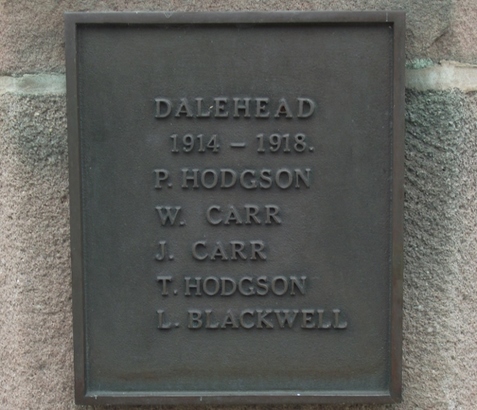 DALEHEAD
1914 – 1918.
P. HODGSON
W. CARR
J. CARR
T. HODGSON
L. BLACKWELL